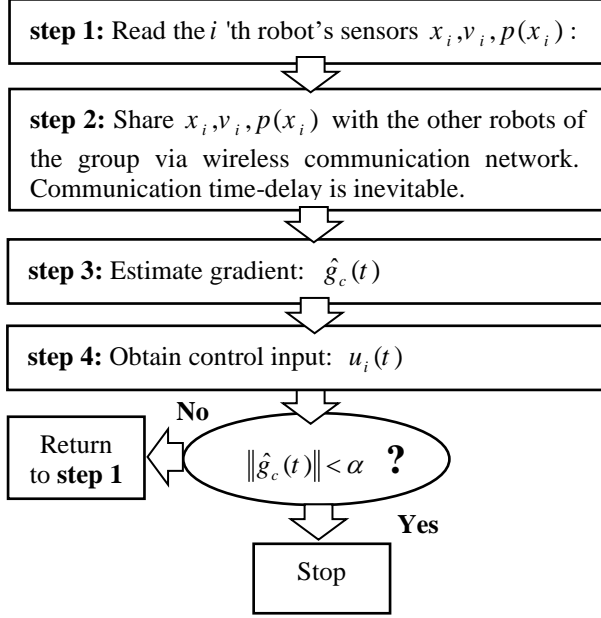 step 1: Read the i 'th robot's sensors x_i, v_i, p(x_i) :
step 2: Share x_i, v_i, p(x_i) with the other robots of
the group via wireless communication network.
Communication time-delay is inevitable.
step 3: Estimate gradient: ĝ_c(t)
step 4: Obtain control input: u_i(t)
No
Return
to step 1
‖ĝ_c(t)‖ < α ?
Yes
Stop